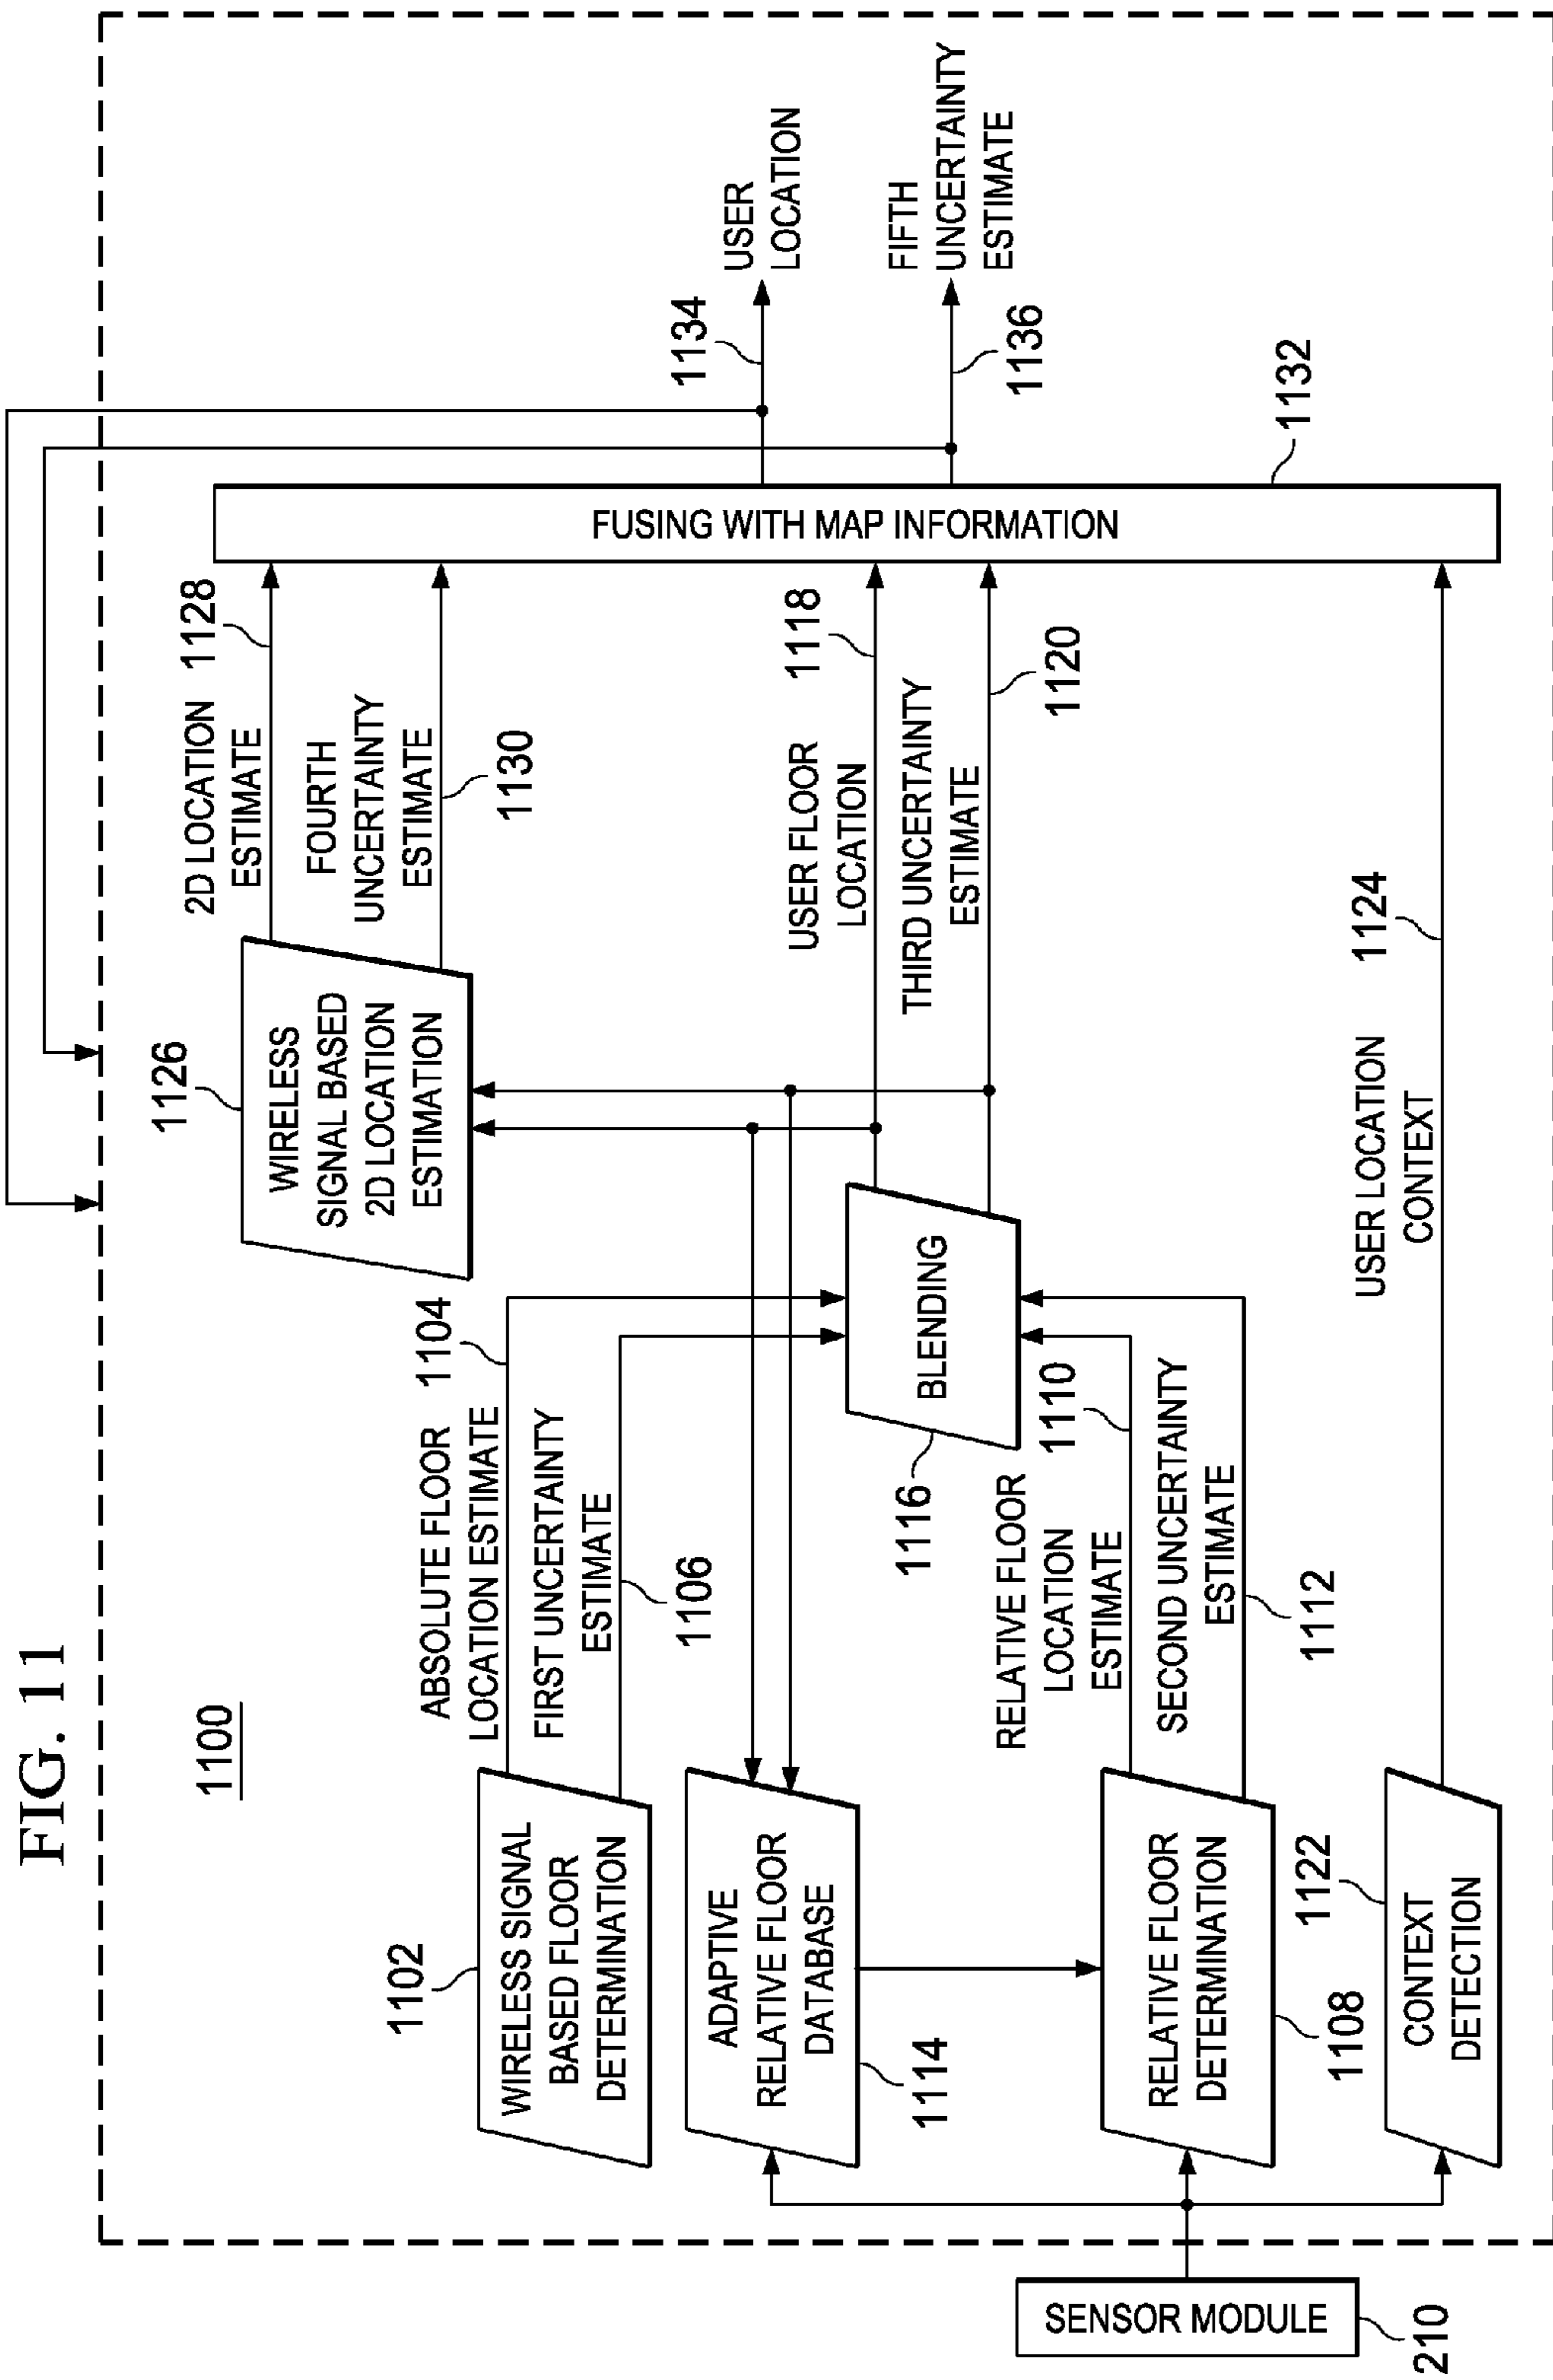 FIG. 11
1100
1126
WIRELESS
SIGNAL BASED
2D LOCATION
ESTIMATION
2D LOCATION
ESTIMATE
1128
FOURTH
UNCERTAINTY
ESTIMATE
1130
1102
WIRELESS SIGNAL
BASED FLOOR
DETERMINATION
ABSOLUTE FLOOR
LOCATION ESTIMATE
1104
FIRST UNCERTAINTY
ESTIMATE
1106
ADAPTIVE
RELATIVE FLOOR
DATABASE
1114
BLENDING
1116
USER FLOOR
LOCATION
1118
THIRD UNCERTAINTY
ESTIMATE
1120
FUSING WITH MAP INFORMATION
1132
1134
USER
LOCATION
FIFTH
UNCERTAINTY
ESTIMATE
1136
RELATIVE FLOOR
LOCATION
ESTIMATE
1110
SECOND UNCERTAINTY
ESTIMATE
1112
RELATIVE FLOOR
DETERMINATION
1108
1122
CONTEXT
DETECTION
USER LOCATION
CONTEXT
1124
SENSOR MODULE
210